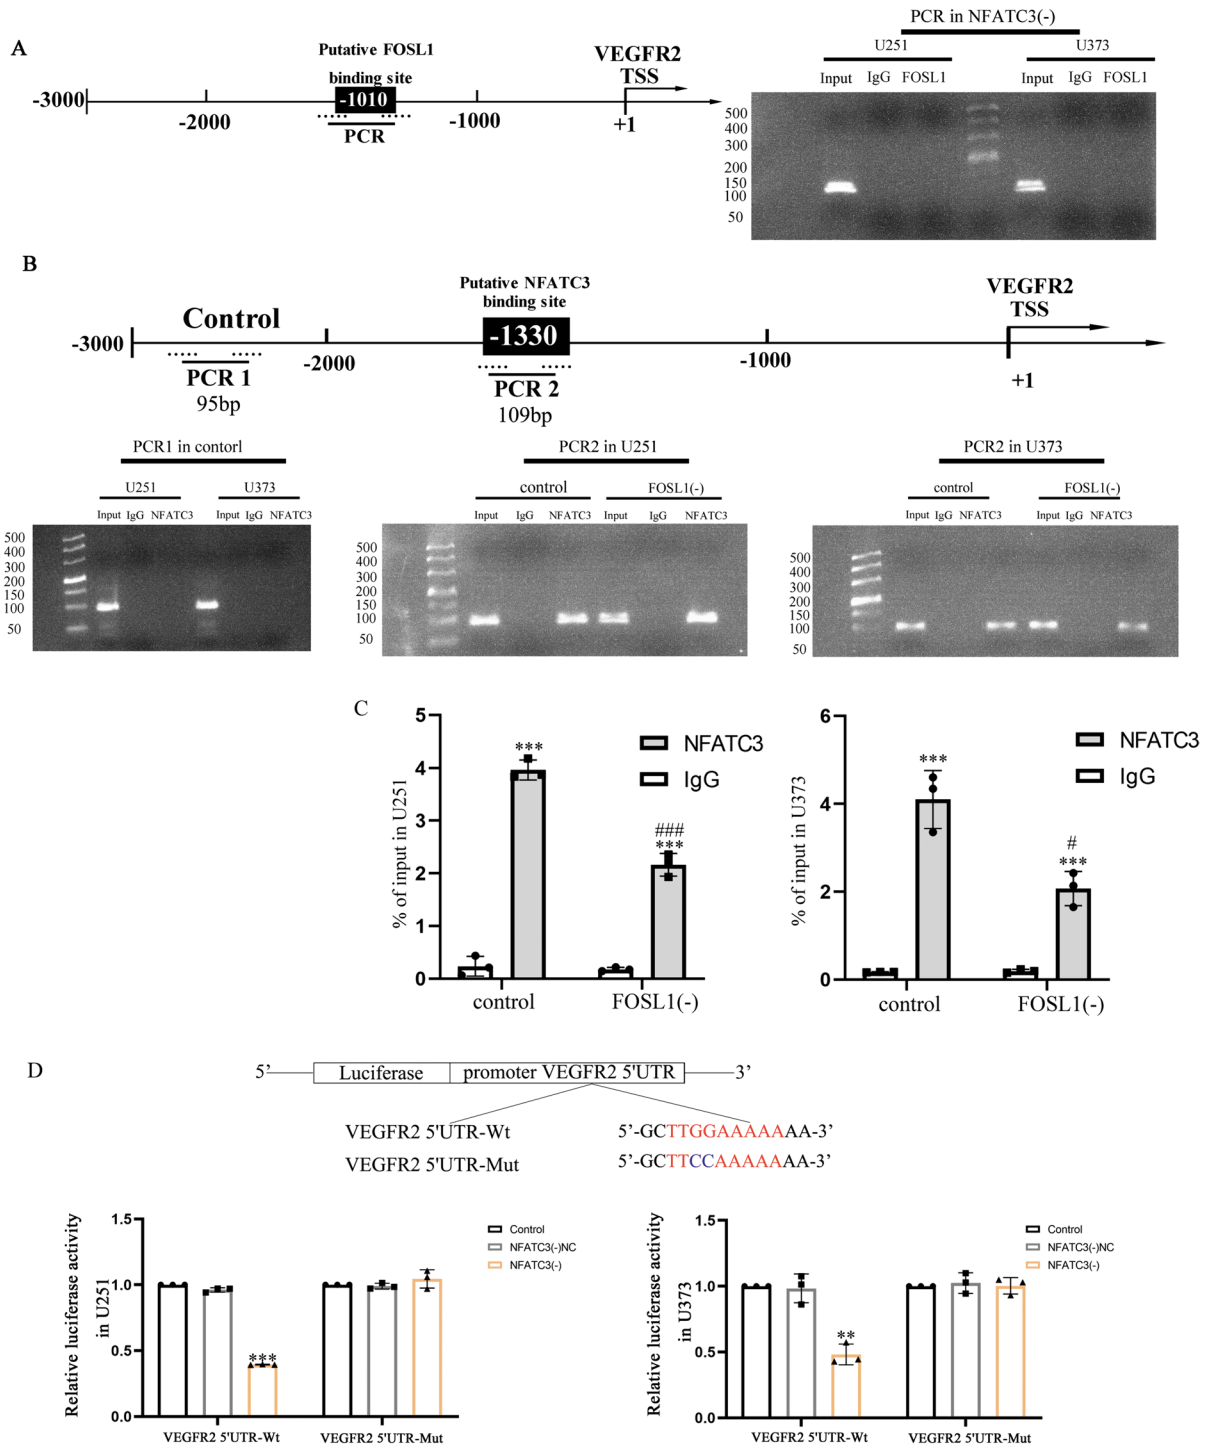 A
Putative FOSL1
binding site
-1010
VEGFR2
TSS
-3000
-2000
PCR
-1000
+1
PCR in NFATC3(-)
U251 U373
Input IgG FOSL1 Input IgG FOSL1
500
400
300
200
150
100
50
B
Putative NFATC3
binding site
-1330
Control
VEGFR2
TSS
-3000
-2000
-1000
+1
PCR 1
95bp
PCR 2
109bp
PCR1 in contorl
U251 U373
Input IgG NFATC3 Input IgG NFATC3
500
400
300
200
150
100
50
PCR2 in U251
control FOSL1(-)
Input IgG NFATC3 Input IgG NFATC3
500
400
300
200
150
100
50
PCR2 in U373
control FOSL1(-)
Input IgG NFATC3 Input IgG NFATC3
500
400
300
200
150
100
50
C
% of input in U251
5
4
3
2
1
0
***
###
***
NFATC3
IgG
control FOSL1(-)
% of input in U373
6
4
2
0
***
#
***
NFATC3
IgG
control FOSL1(-)
D
5’ Luciferase promoter VEGFR2 5'UTR 3’
VEGFR2 5'UTR-Wt 5’-GCTTGGAAAAAAA-3’
VEGFR2 5'UTR-Mut 5’-GCTTCCAAAAAAA-3’
Relative luciferase activity
in U251
1.5
1.0
0.5
0.0
***
Control
NFATC3(-)NC
NFATC3(-)
VEGFR2 5'UTR-Wt VEGFR2 5'UTR-Mut
Relative luciferase activity
in U373
1.5
1.0
0.5
0.0
**
Control
NFATC3(-)NC
NFATC3(-)
VEGFR2 5'UTR-Wt VEGFR2 5'UTR-Mut